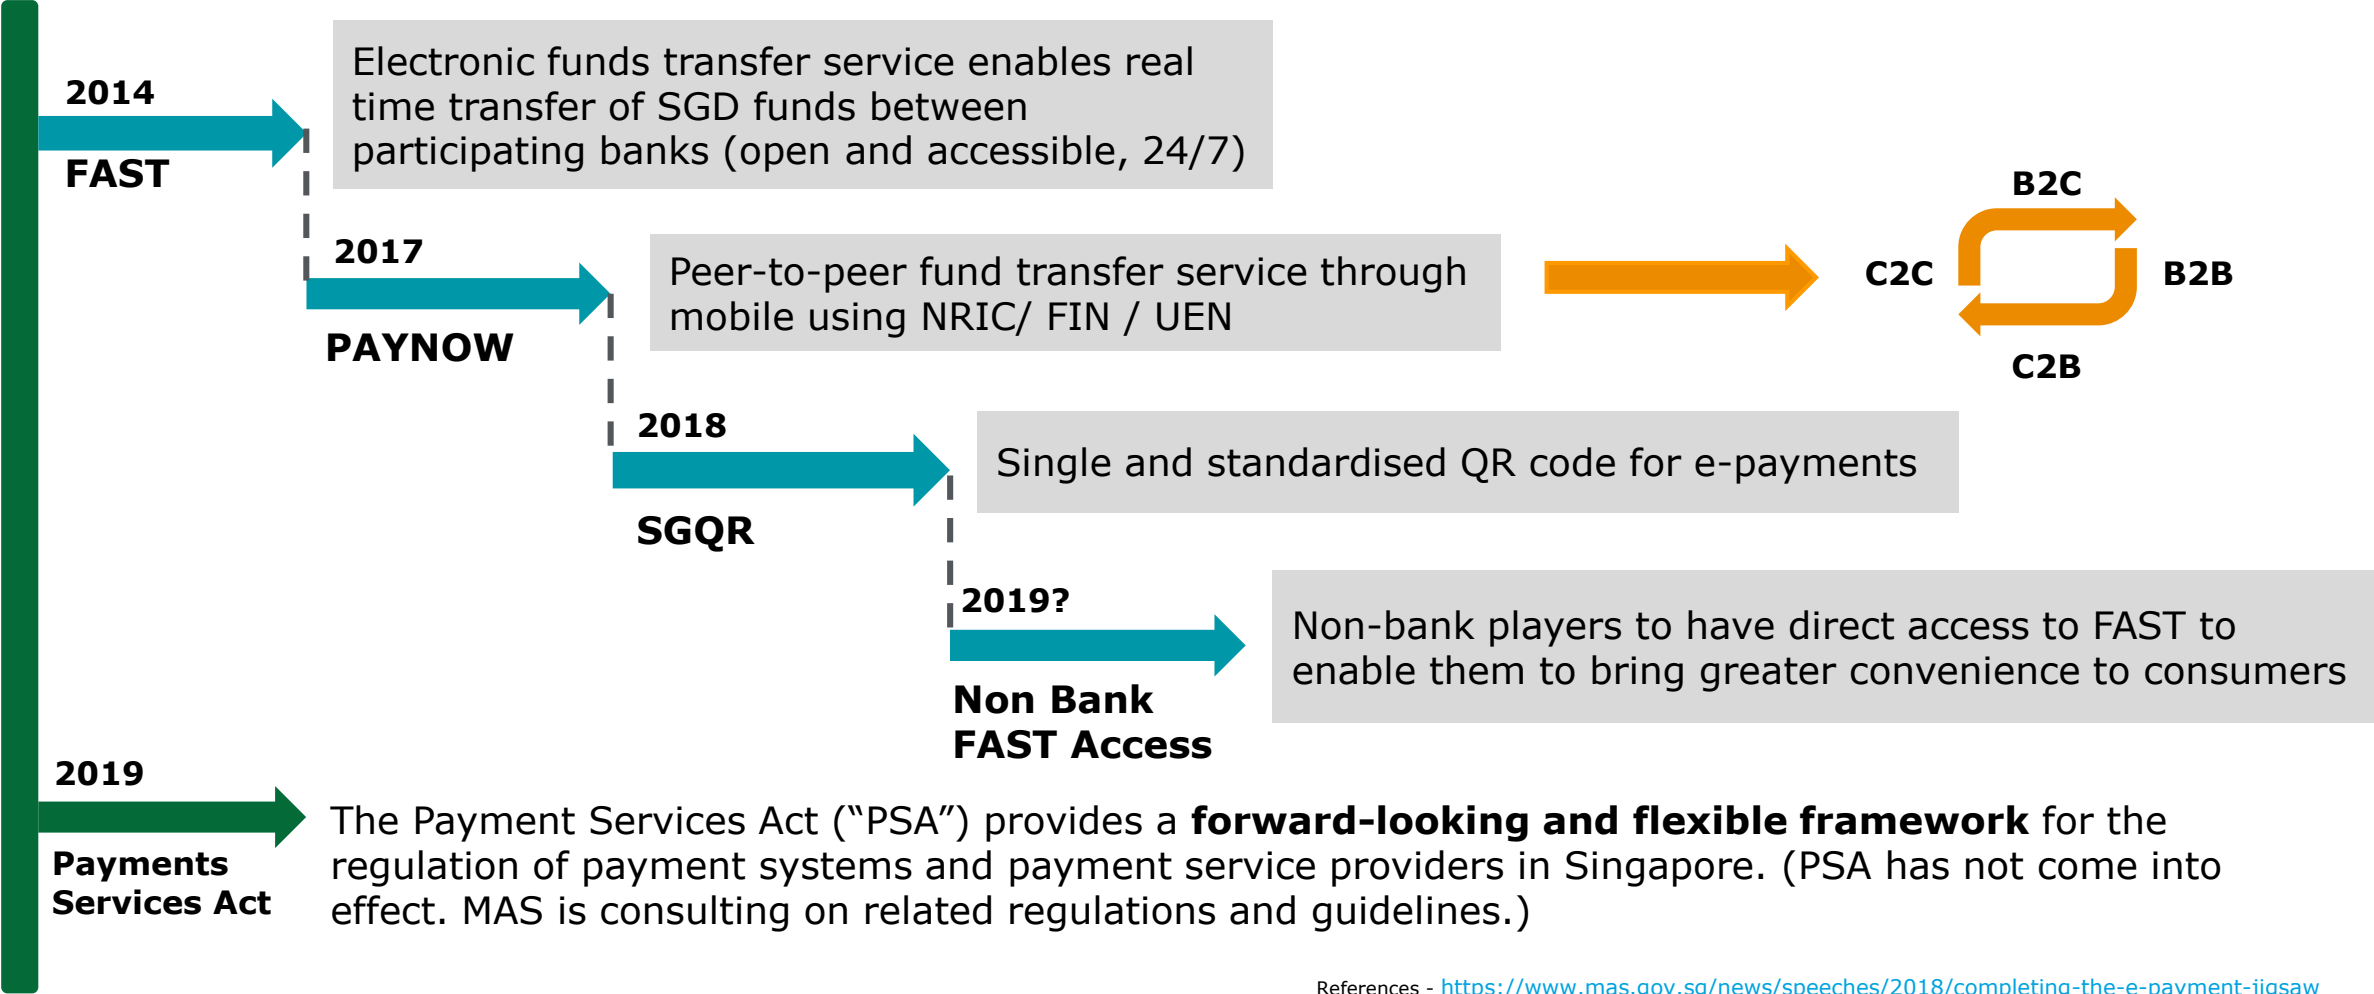 2014
FAST
Electronic funds transfer service enables real
time transfer of SGD funds between
participating banks (open and accessible, 24/7)
2017
PAYNOW
Peer-to-peer fund transfer service through
mobile using NRIC/ FIN / UEN
B2C
C2C
B2B
C2B
2018
SGQR
Single and standardised QR code for e-payments
2019?
Non Bank
FAST Access
Non-bank players to have direct access to FAST to
enable them to bring greater convenience to consumers
2019
Payments
Services Act
The Payment Services Act (“PSA”) provides a forward-looking and flexible framework for the
regulation of payment systems and payment service providers in Singapore. (PSA has not come into
effect. MAS is consulting on related regulations and guidelines.)
References - https://www.mas.gov.sg/news/speeches/2018/completing-the-e-payment-jigsaw